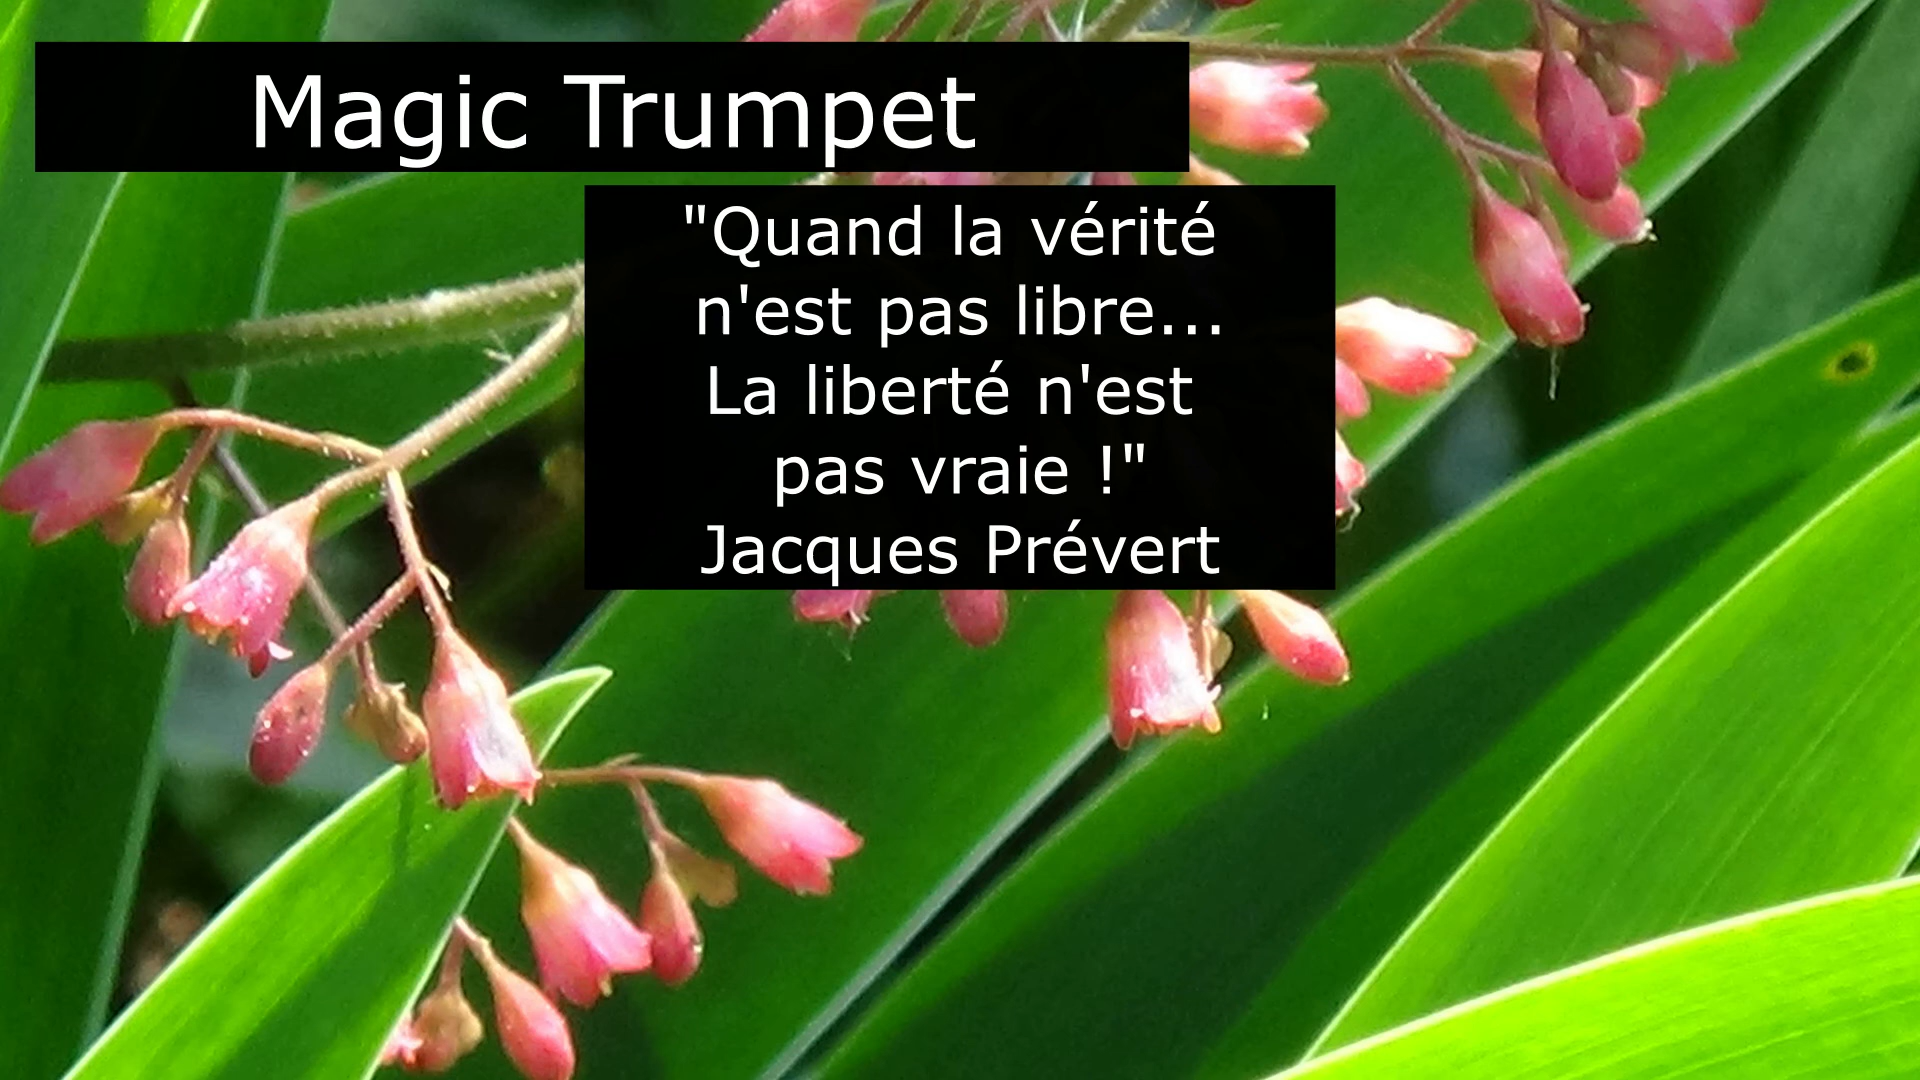 Magic Trumpet
"Quand la vérité
n'est pas libre...
La liberté n'est
pas vraie !"
Jacques Prévert